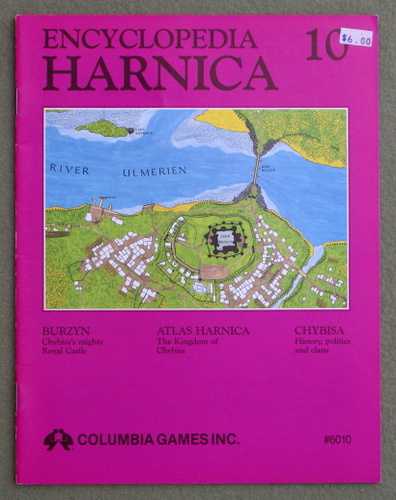 ENCYCLOPEDIA
HARNICA
10
$6.00
RIVER ULMERIEN
BURZYN
Chybisa's mighty
Royal Castle
ATLAS HARNICA
The Kingdom of
Chybisa
CHYBISA
History, politics
and clans
COLUMBIA GAMES INC.
#6010